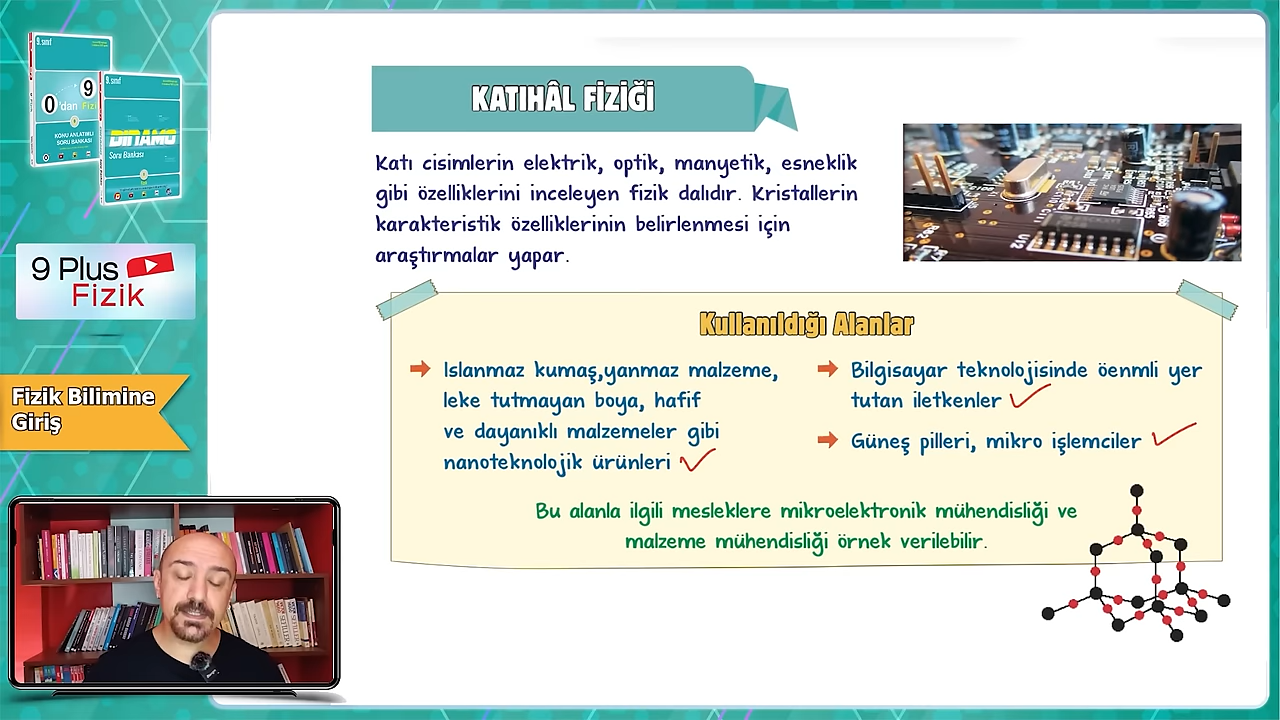 9. sınıf
0'dan 9
Fizik
KONU ANLATIMLI
SORU BANKASI
9. sınıf
DİNAMO
Soru Bankası
9 Plus
Fizik
Fizik Bilimine
Giriş
KATIHÂL FİZİĞİ
Katı cisimlerin elektrik, optik, manyetik, esneklik
gibi özelliklerini inceleyen fizik dalıdır. Kristallerin
karakteristik özelliklerinin belirlenmesi için
araştırmalar yapar.
Kullanıldığı Alanlar
Islanmaz kumaş,yanmaz malzeme,
leke tutmayan boya, hafif
ve dayanıklı malzemeler gibi
nanoteknolojik ürünleri
Bilgisayar teknolojisinde öenmli yer
tutan iletkenler
Güneş pilleri, mikro işlemciler
Bu alanla ilgili mesleklere mikroelektronik mühendisliği ve
malzeme mühendisliği örnek verilebilir.